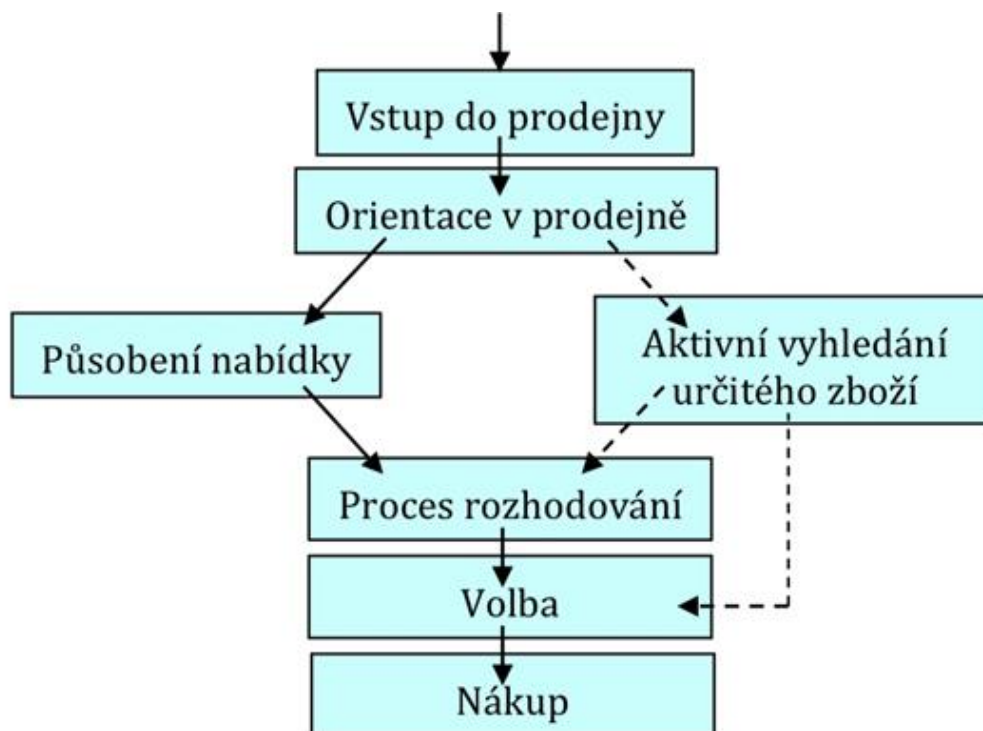 Vstup do prodejny
Orientace v prodejně
Působení nabídky
Aktivní vyhledání
určitého zboží
Proces rozhodování
Volba
Nákup